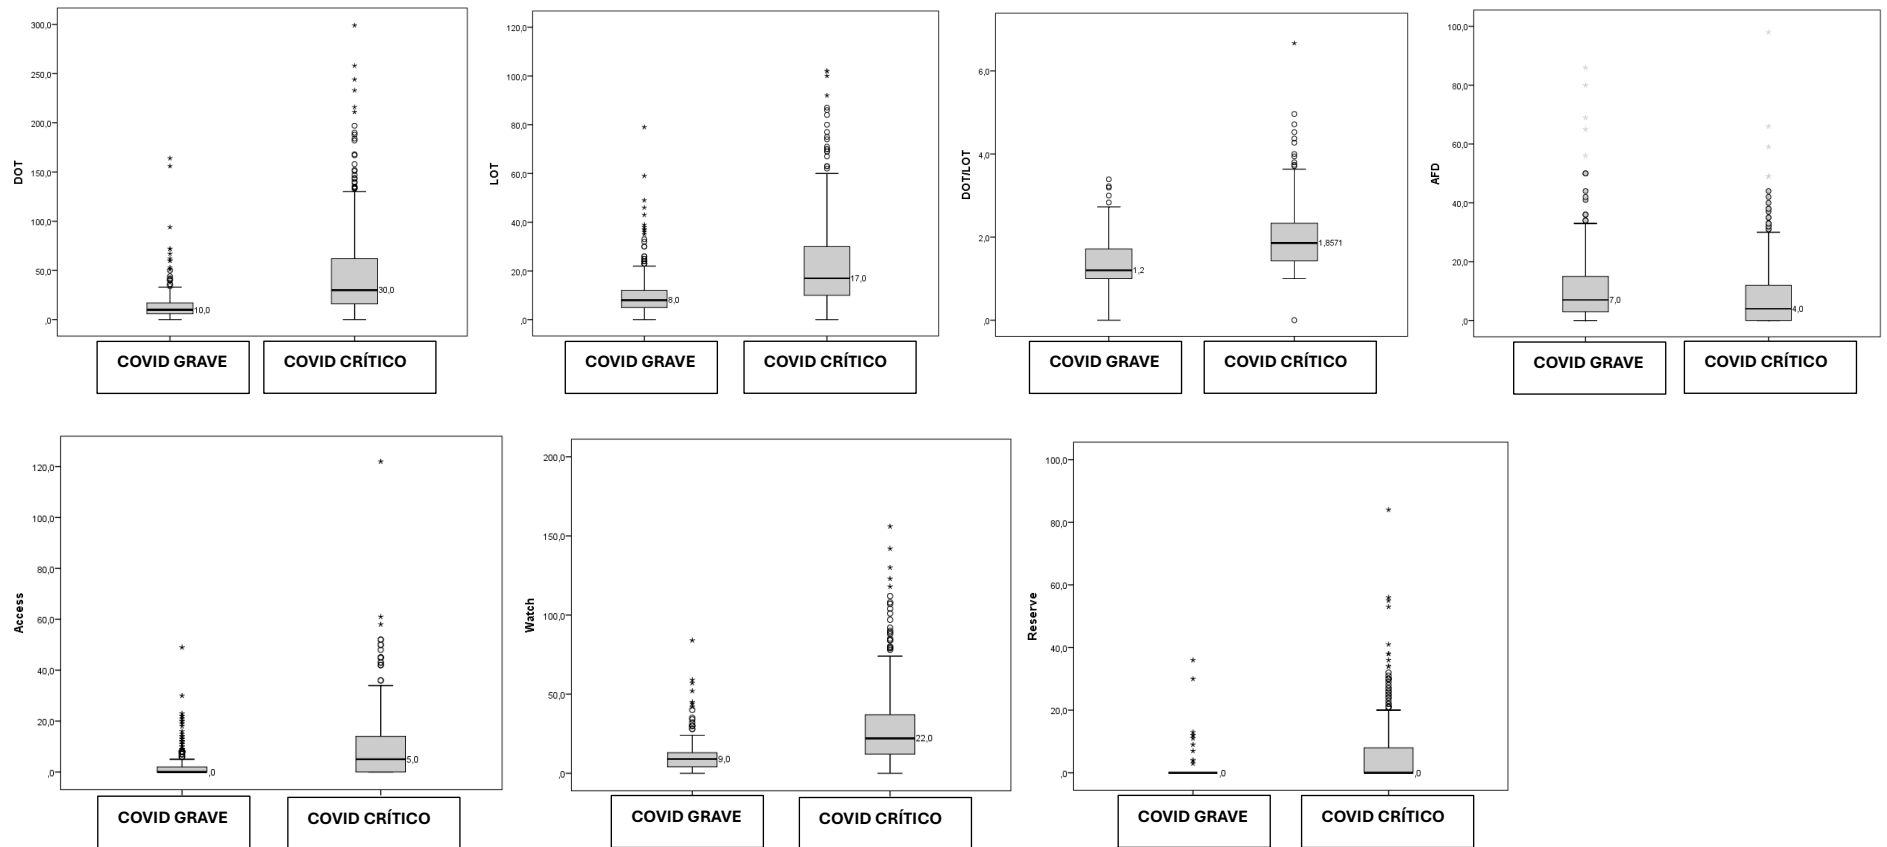 DOT
300,0
250,0
200,0
150,0
100,0
50,0
,0
10,0
30,0
COVID GRAVE
COVID CRÍTICO
LOT
120,0
100,0
80,0
60,0
40,0
20,0
,0
8,0
17,0
COVID GRAVE
COVID CRÍTICO
DOT/LOT
6,0
4,0
2,0
,0
1,2
1,8571
COVID GRAVE
COVID CRÍTICO
AFD
100,0
80,0
60,0
40,0
20,0
,0
7,0
4,0
COVID GRAVE
COVID CRÍTICO
Access
120,0
100,0
80,0
60,0
40,0
20,0
,0
,0
5,0
COVID GRAVE
COVID CRÍTICO
Watch
200,0
150,0
100,0
50,0
,0
9,0
22,0
COVID GRAVE
COVID CRÍTICO
Reserve
100,0
80,0
60,0
40,0
20,0
,0
,0
,0
COVID GRAVE
COVID CRÍTICO